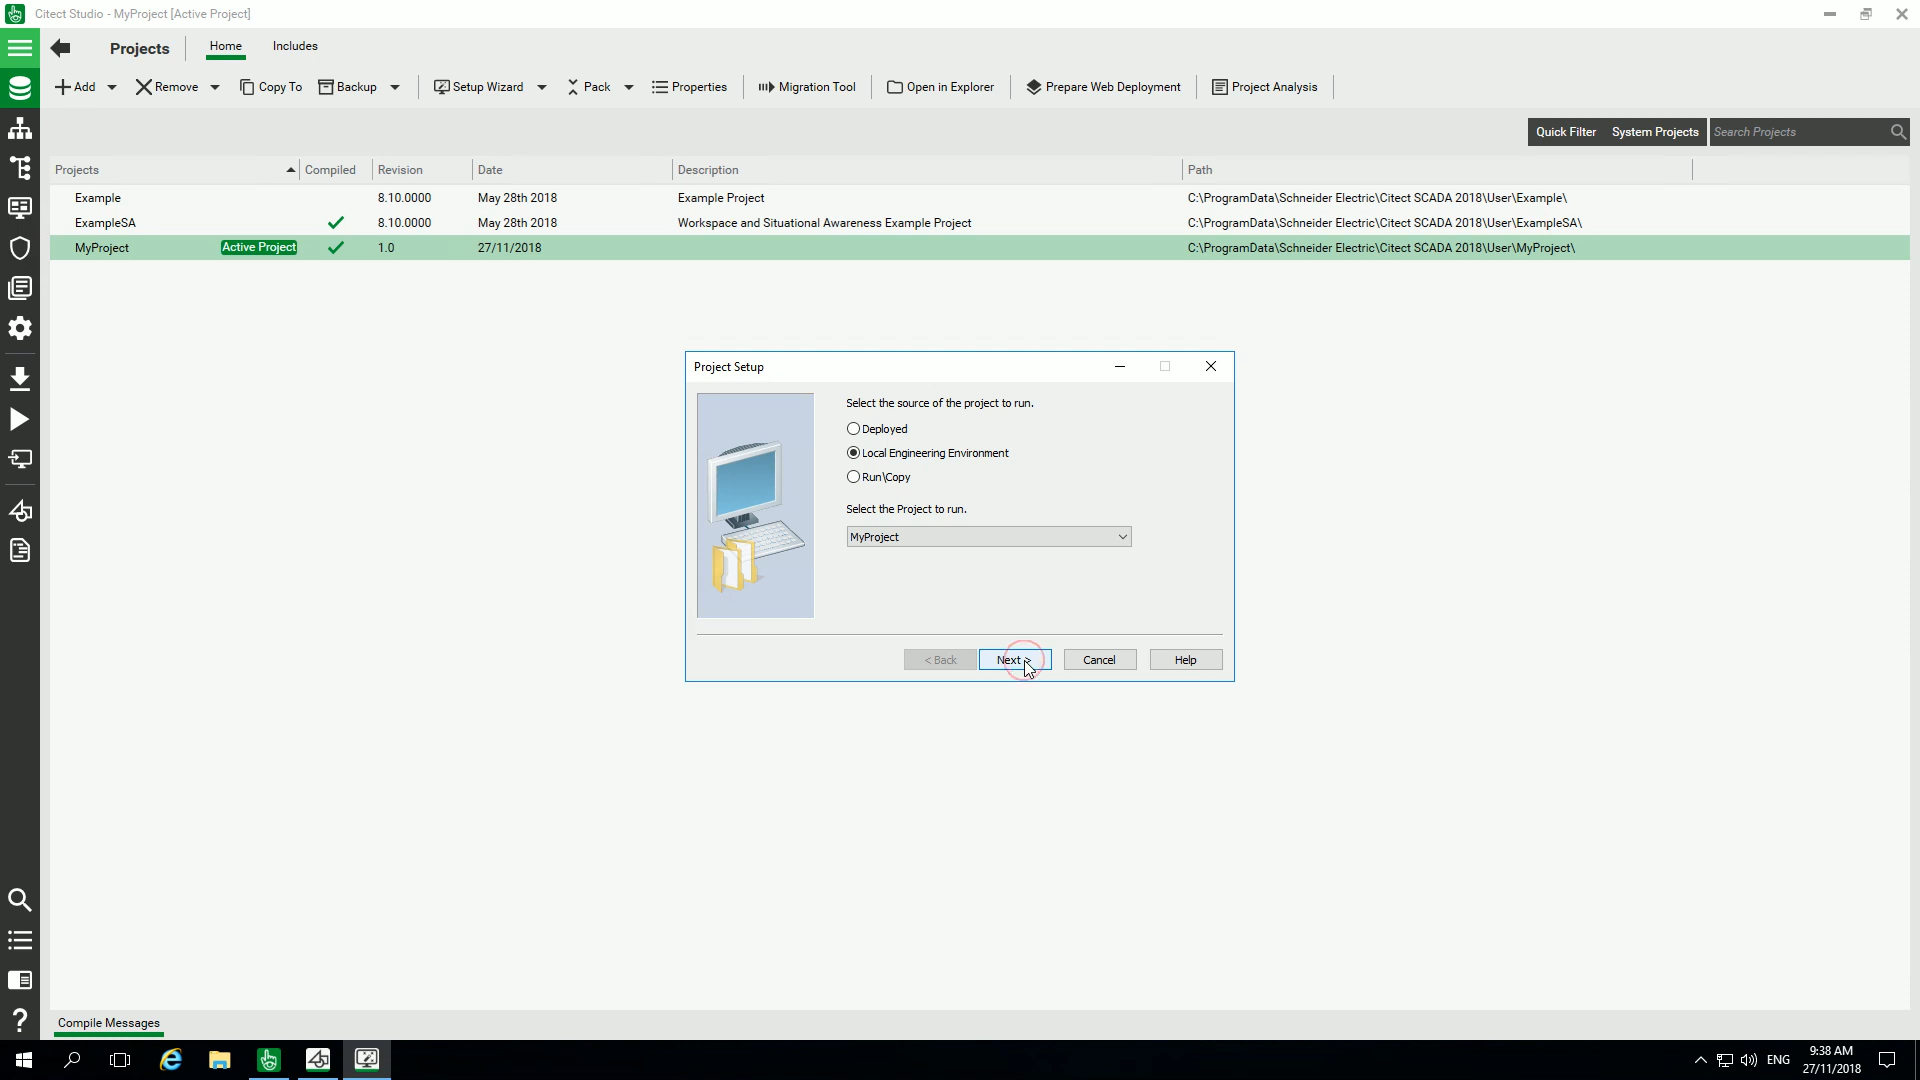 Citect Studio - MyProject [Active Project]
Projects Home Includes
Add Remove Copy To Backup Setup Wizard Pack Properties Migration Tool Open in Explorer Prepare Web Deployment Project Analysis
Quick Filter System Projects Search Projects
Projects Compiled Revision Date Description Path
Example 8.10.0000 May 28th 2018 Example Project C:\ProgramData\Schneider Electric\Citect SCADA 2018\User\Example\
ExampleSA 8.10.0000 May 28th 2018 Workspace and Situational Awareness Example Project C:\ProgramData\Schneider Electric\Citect SCADA 2018\User\ExampleSA\
MyProject Active Project 1.0 27/11/2018 C:\ProgramData\Schneider Electric\Citect SCADA 2018\User\MyProject\
Project Setup
Select the source of the project to run.
Deployed
Local Engineering Environment
Run\Copy
Select the Project to run.
MyProject
< Back Next > Cancel Help
Compile Messages
ENG 9:38 AM
27/11/2018